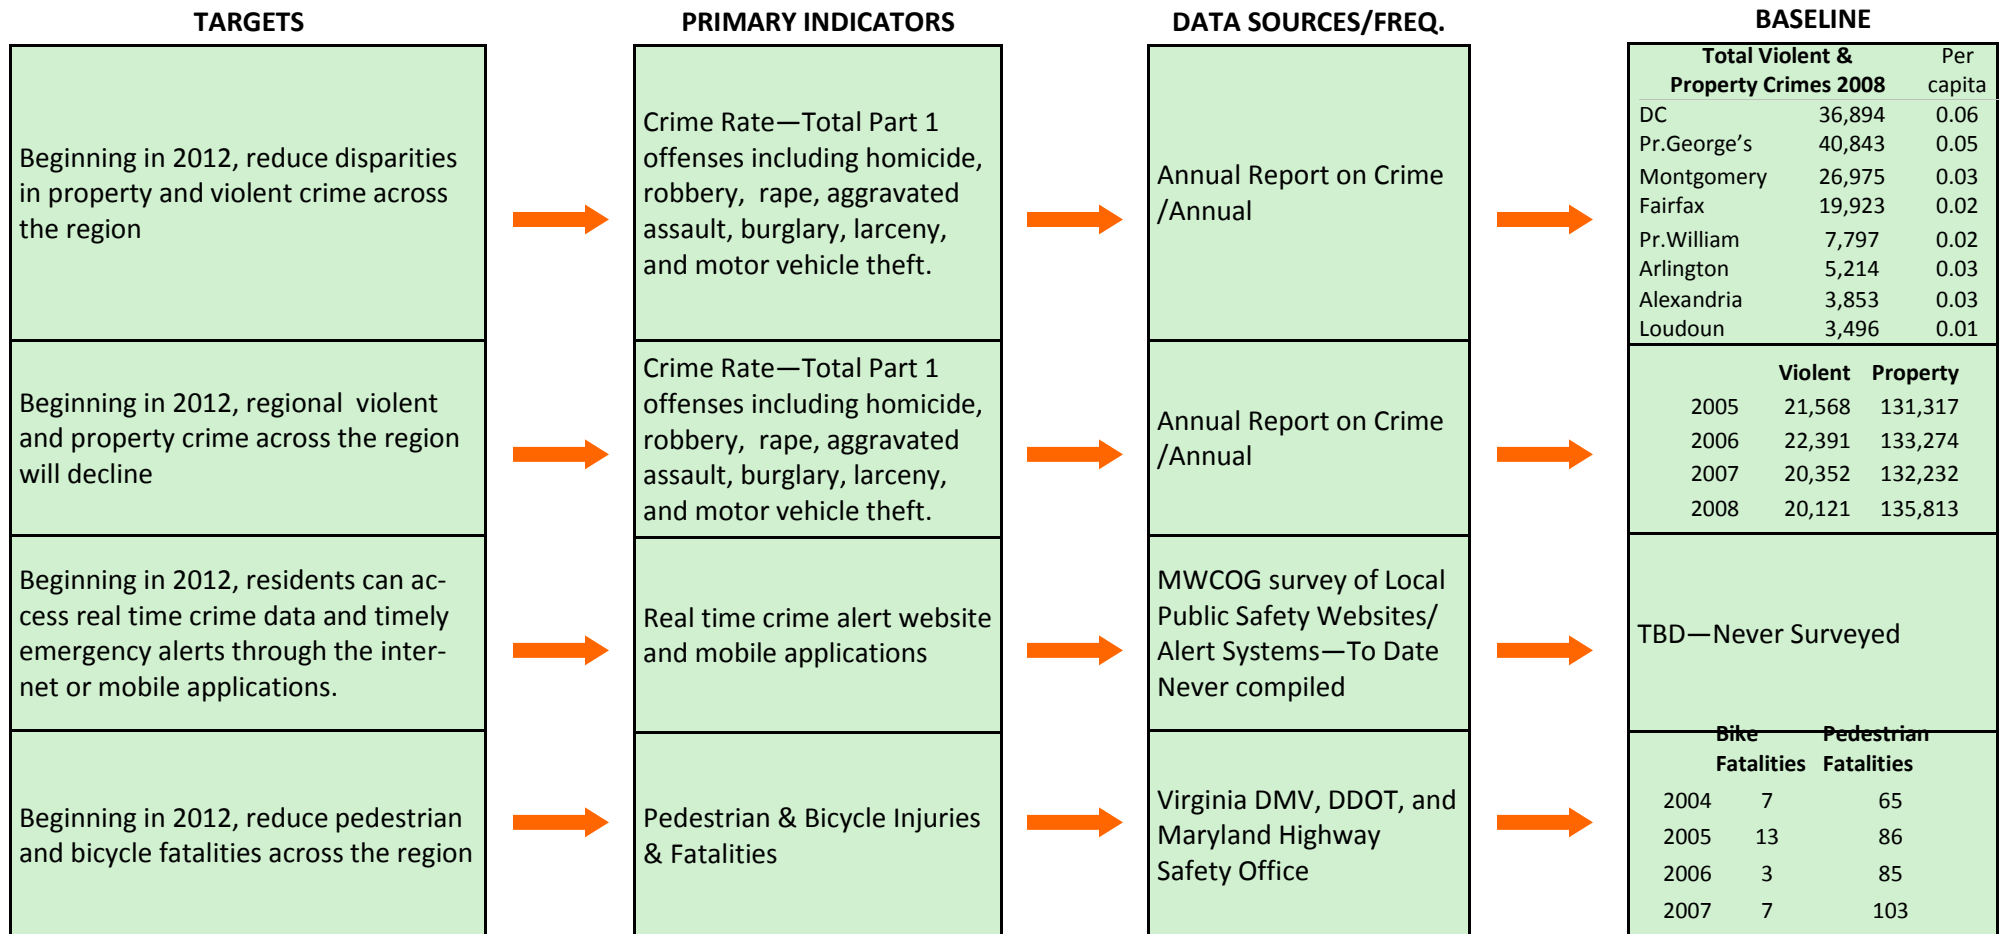 TARGETS
PRIMARY INDICATORS
DATA SOURCES/FREQ.
BASELINE
Beginning in 2012, reduce disparities
in property and violent crime across
the region
Crime Rate—Total Part 1
offenses including homicide,
robbery,  rape, aggravated
assault, burglary, larceny,
and motor vehicle theft.
Annual Report on Crime
/Annual
Total Violent & Per
Property Crimes 2008 capita
DC 36,894 0.06
Pr.George’s 40,843 0.05
Montgomery 26,975 0.03
Fairfax 19,923 0.02
Pr.William 7,797 0.02
Arlington 5,214 0.03
Alexandria 3,853 0.03
Loudoun 3,496 0.01
Beginning in 2012, regional  violent
and property crime across the region
will decline
Crime Rate—Total Part 1
offenses including homicide,
robbery,  rape, aggravated
assault, burglary, larceny,
and motor vehicle theft.
Annual Report on Crime
/Annual
Violent Property
2005 21,568 131,317
2006 22,391 133,274
2007 20,352 132,232
2008 20,121 135,813
Beginning in 2012, residents can ac-
cess real time crime data and timely
emergency alerts through the inter-
net or mobile applications.
Real time crime alert website
and mobile applications
MWCOG survey of Local
Public Safety Websites/
Alert Systems—To Date
Never compiled
TBD—Never Surveyed
Beginning in 2012, reduce pedestrian
and bicycle fatalities across the region
Pedestrian & Bicycle Injuries
& Fatalities
Virginia DMV, DDOT, and
Maryland Highway
Safety Office
Bike Pedestrian
Fatalities Fatalities
2004 7 65
2005 13 86
2006 3 85
2007 7 103